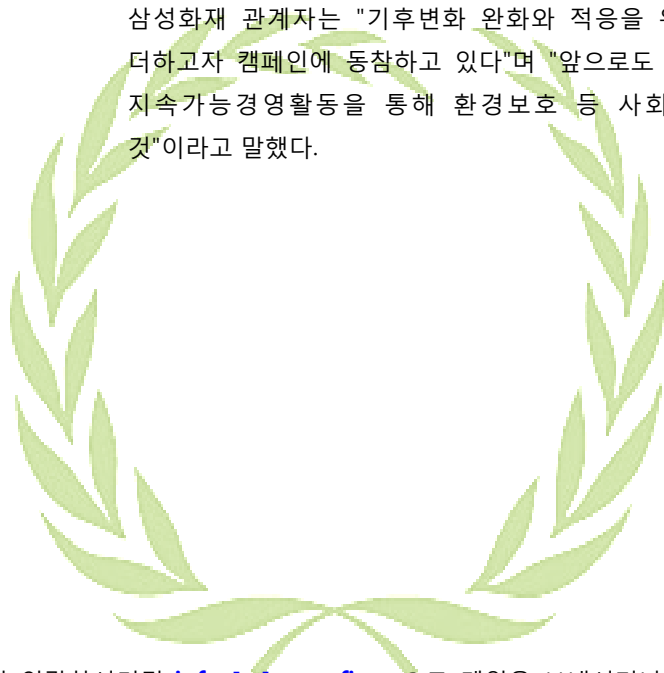 삼성화재 관계자는 "기후변화 완화와 적응을
더하고자 캠페인에 동참하고 있다"며 "앞으로도
지속가능경영활동을 통해 환경보호 등 사회
것"이라고 말했다.